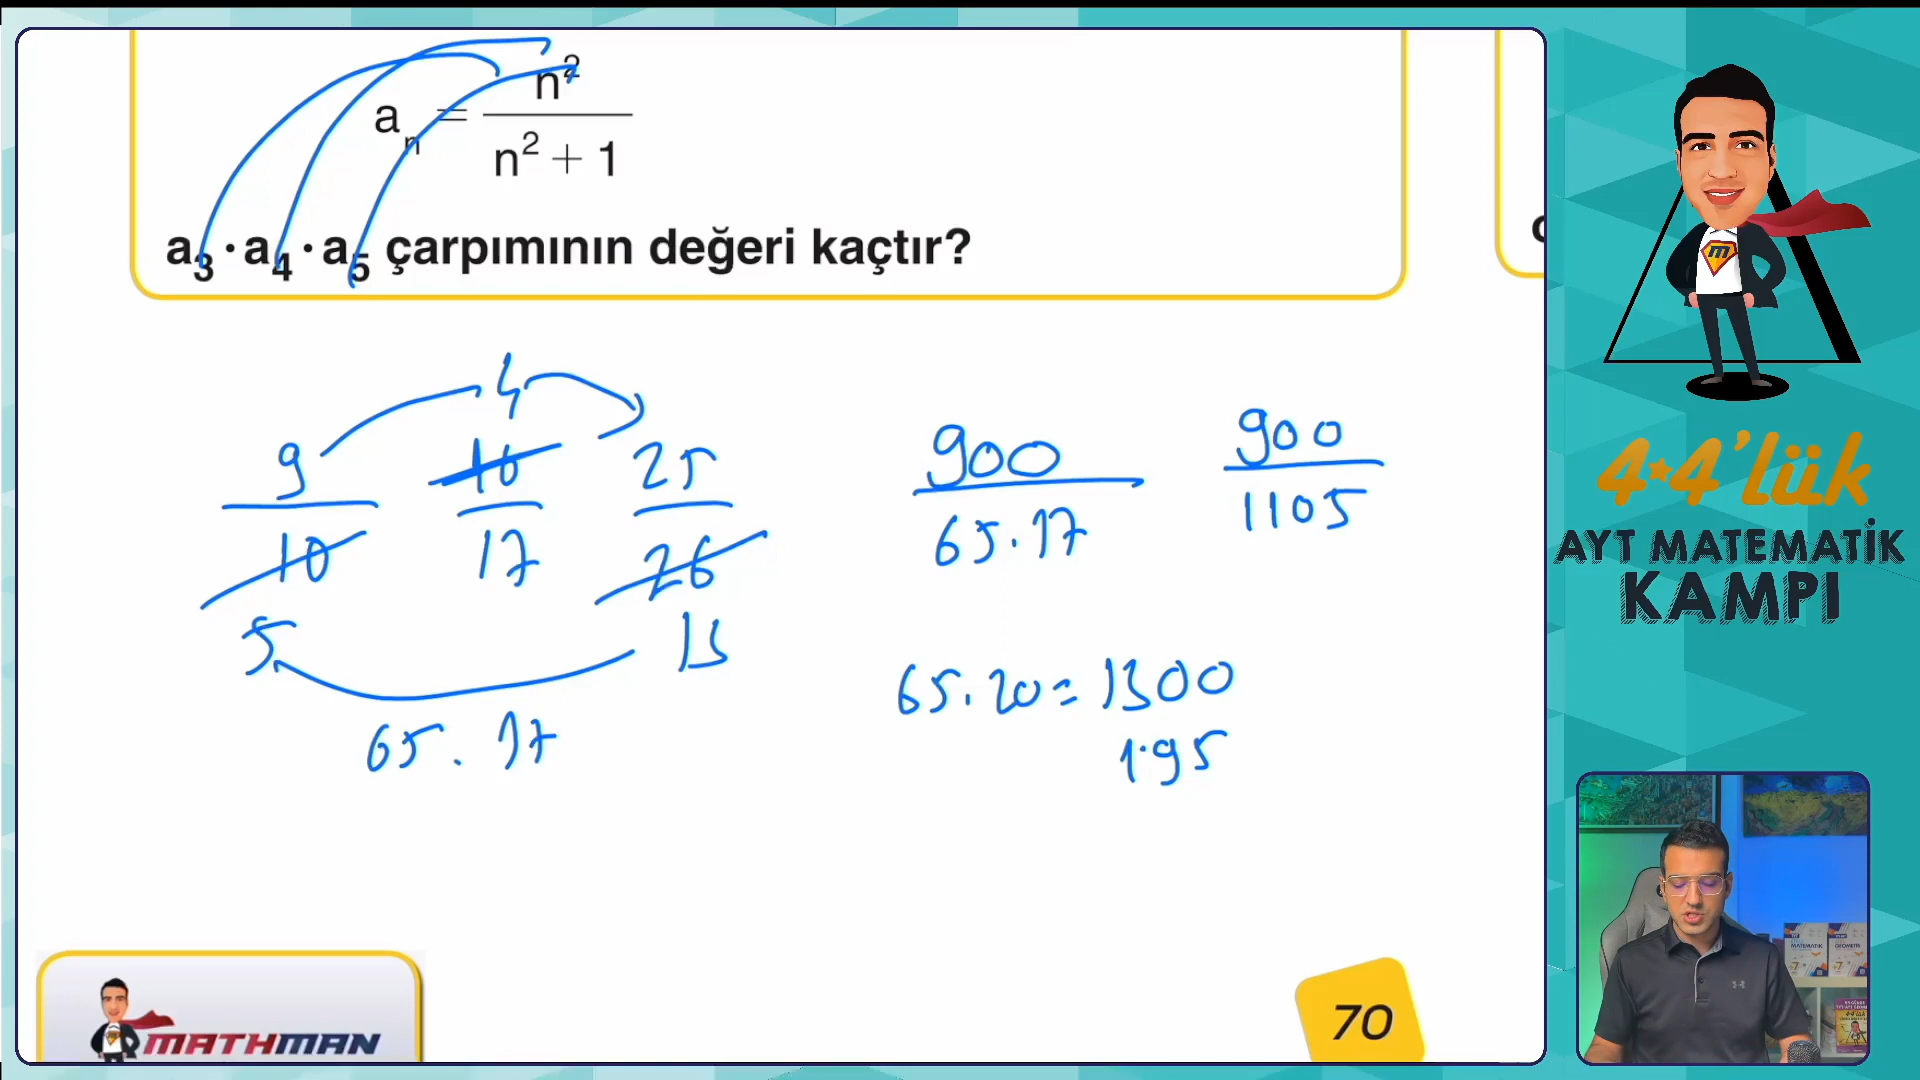 aₙ = n² / (n² + 1)
a₃ · a₄ · a₅ çarpımının değeri kaçtır?
4
9 16 25
10 17 26
5 13
65 . 17
900
65.17
900
1105
65.20=1300
195
4★4'lük
AYT MATEMATİK
KAMPI
MATHMAN
70
m
MATEMATİK
GEOMETRİ